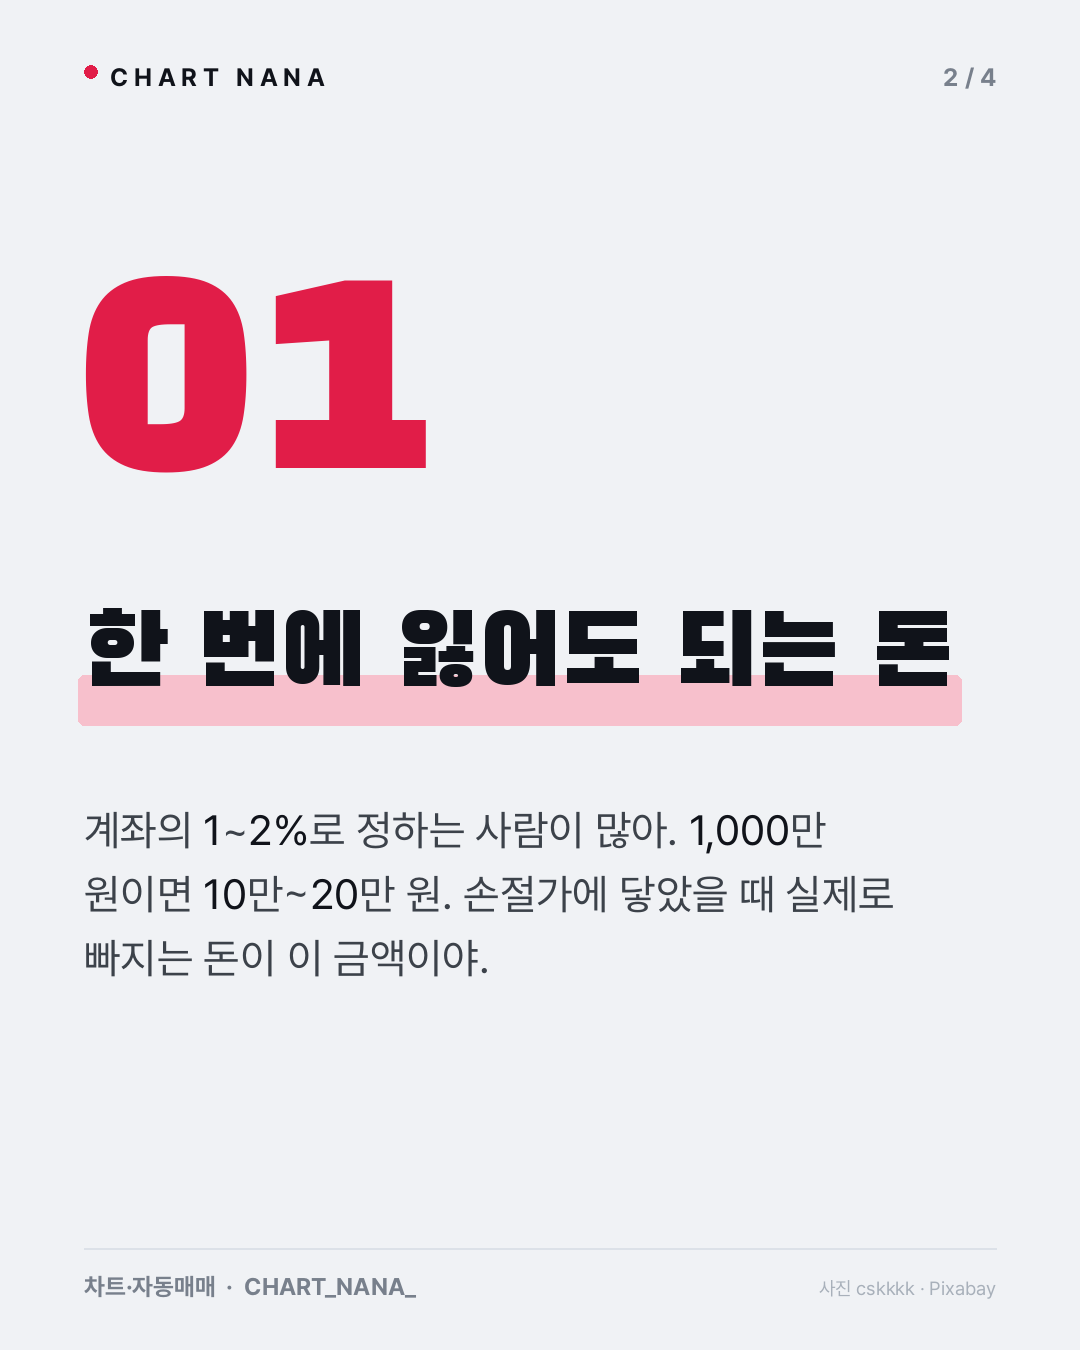 CHART NANA
2 / 4
01
한 번에 잃어도 되는 돈
계좌의 1~2%로 정하는 사람이 많아. 1,000만
원이면 10만~20만 원. 손절가에 닿았을 때 실제로
빠지는 돈이 이 금액이야.
차트·자동매매 · CHART_NANA_
사진 cskkkk · Pixabay